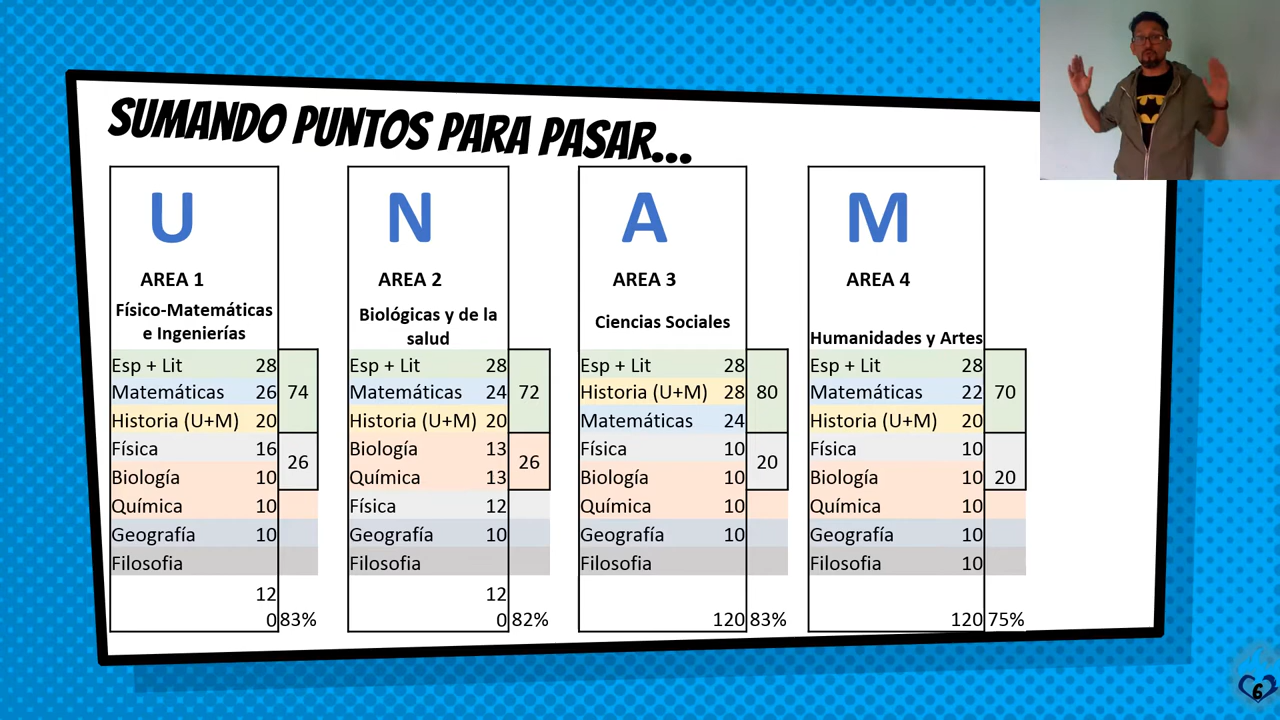 SUMANDO PUNTOS PARA PASAR...
U
AREA 1
Físico-Matemáticas
e Ingenierías
Esp + Lit 28
Matemáticas 26 74
Historia (U+M) 20
Física 16
26
Biología 10
Química 10
Geografía 10
Filosofia
12
0 83%
N
AREA 2
Biológicas y de la
salud
Esp + Lit 28
Matemáticas 24 72
Historia (U+M) 20
Biología 13
26
Química 13
Física 12
Geografía 10
Filosofia
12
0 82%
A
AREA 3
Ciencias Sociales
Esp + Lit 28
Historia (U+M) 28 80
Matemáticas 24
Física 10
20
Biología 10
Química 10
Geografía 10
Filosofia
120 83%
M
AREA 4
Humanidades y Artes
Esp + Lit 28
Matemáticas 22 70
Historia (U+M) 20
Física 10
Biología 10 20
Química 10
Geografía 10
Filosofia 10
120 75%
6